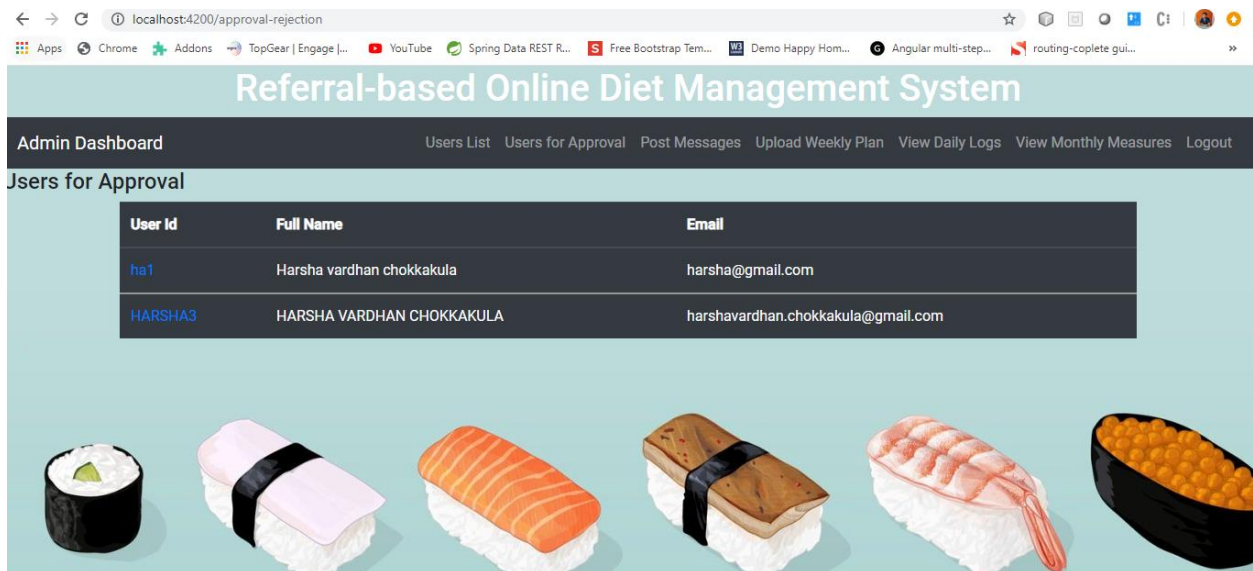 localhost:4200/approval-rejection
Apps Chrome Addons TopGear | Engage |... YouTube Spring Data REST R... S Free Bootstrap Tem... W3 Demo Happy Hom... G Angular multi-step... routing-coplete gui... »
Referral-based Online Diet Management System
Admin Dashboard Users List Users for Approval Post Messages Upload Weekly Plan View Daily Logs View Monthly Measures Logout
Users for Approval
User Id Full Name Email
ha1 Harsha vardhan chokkakula harsha@gmail.com
HARSHA3 HARSHA VARDHAN CHOKKAKULA harshavardhan.chokkakula@gmail.com